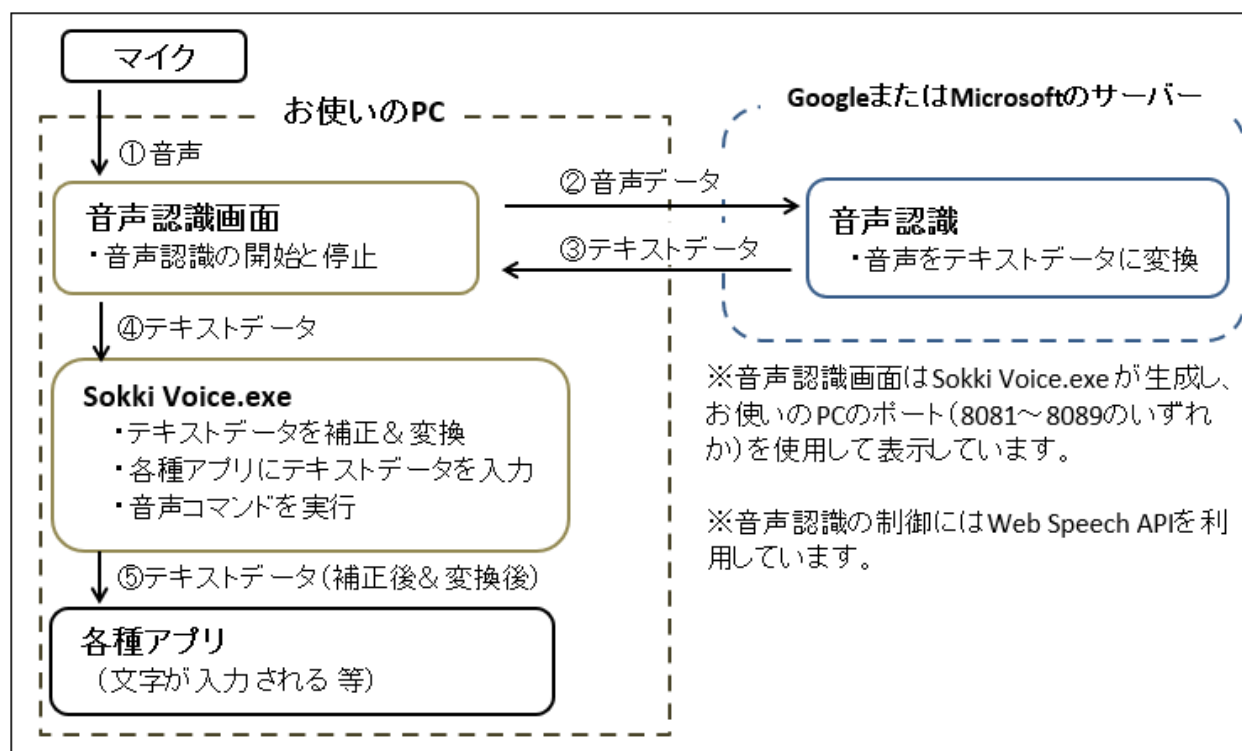 マイク
お使いのPC
GoogleまたはMicrosoftのサーバー
①音声
②音声データ
音声認識画面
・音声認識の開始と停止
音声認識
・音声をテキストデータに変換
③テキストデータ
④テキストデータ
Sokki Voice.exe
・テキストデータを補正＆変換
・各種アプリにテキストデータを入力
・音声コマンドを実行
※音声認識画面はSokki Voice.exeが生成し、
お使いのPCのポート（8081～8089のいずれ
か）を使用して表示しています。
※音声認識の制御にはWeb Speech APIを利
用しています。
⑤テキストデータ（補正後＆変換後）
各種アプリ
（文字が入力される 等）